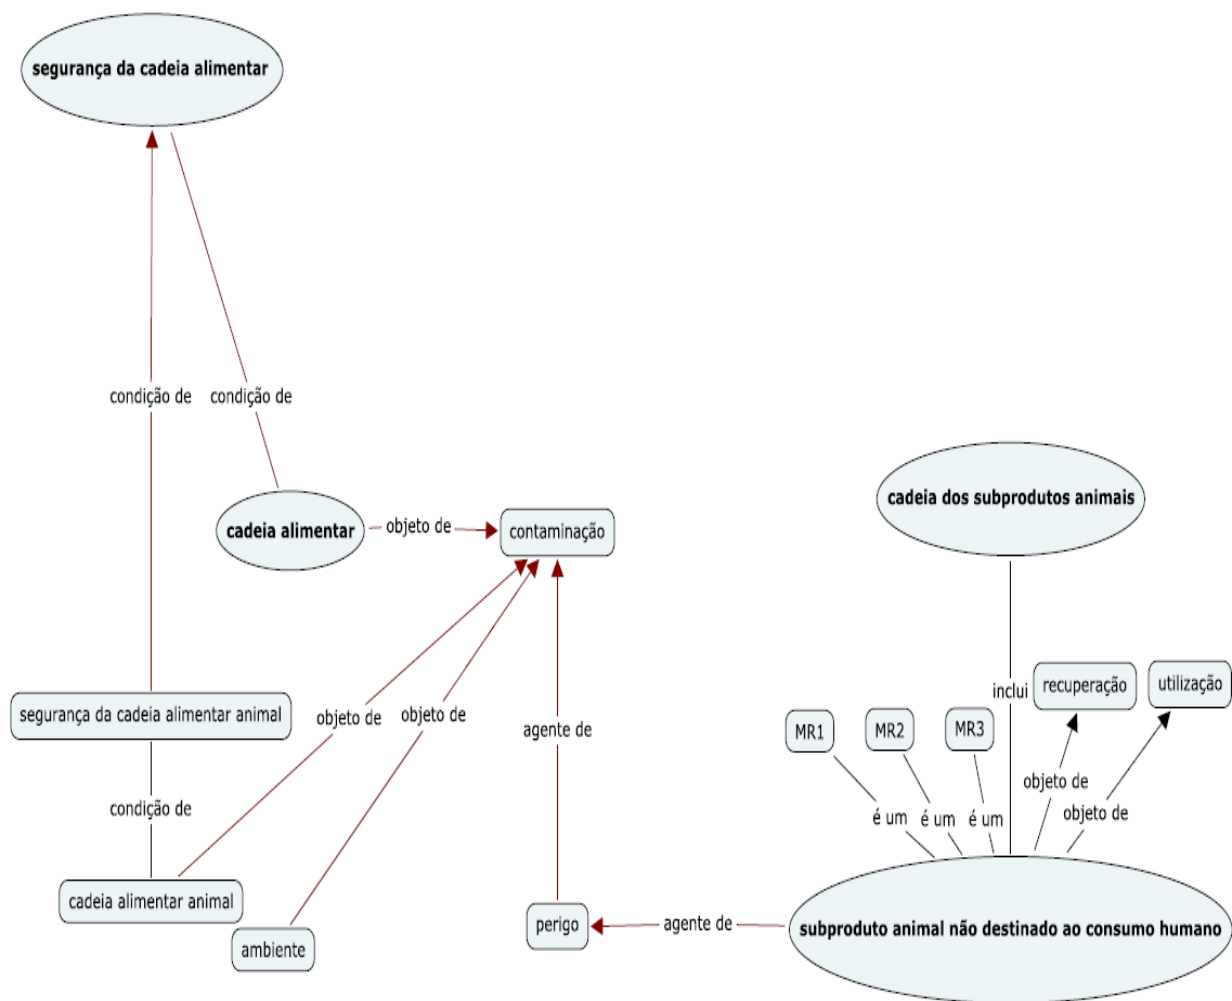 segurança da cadeia alimentar
condição de
condição de
cadeia dos subprodutos animais
cadeia alimentar
objeto de
contaminação
inclui
recuperação
utilização
segurança da cadeia alimentar animal
objeto de
objeto de
agente de
MR1
MR2
MR3
objeto de
objeto de
condição de
é um
é um
é um
cadeia alimentar animal
ambiente
perigo
agente de
subproduto animal não destinado ao consumo humano